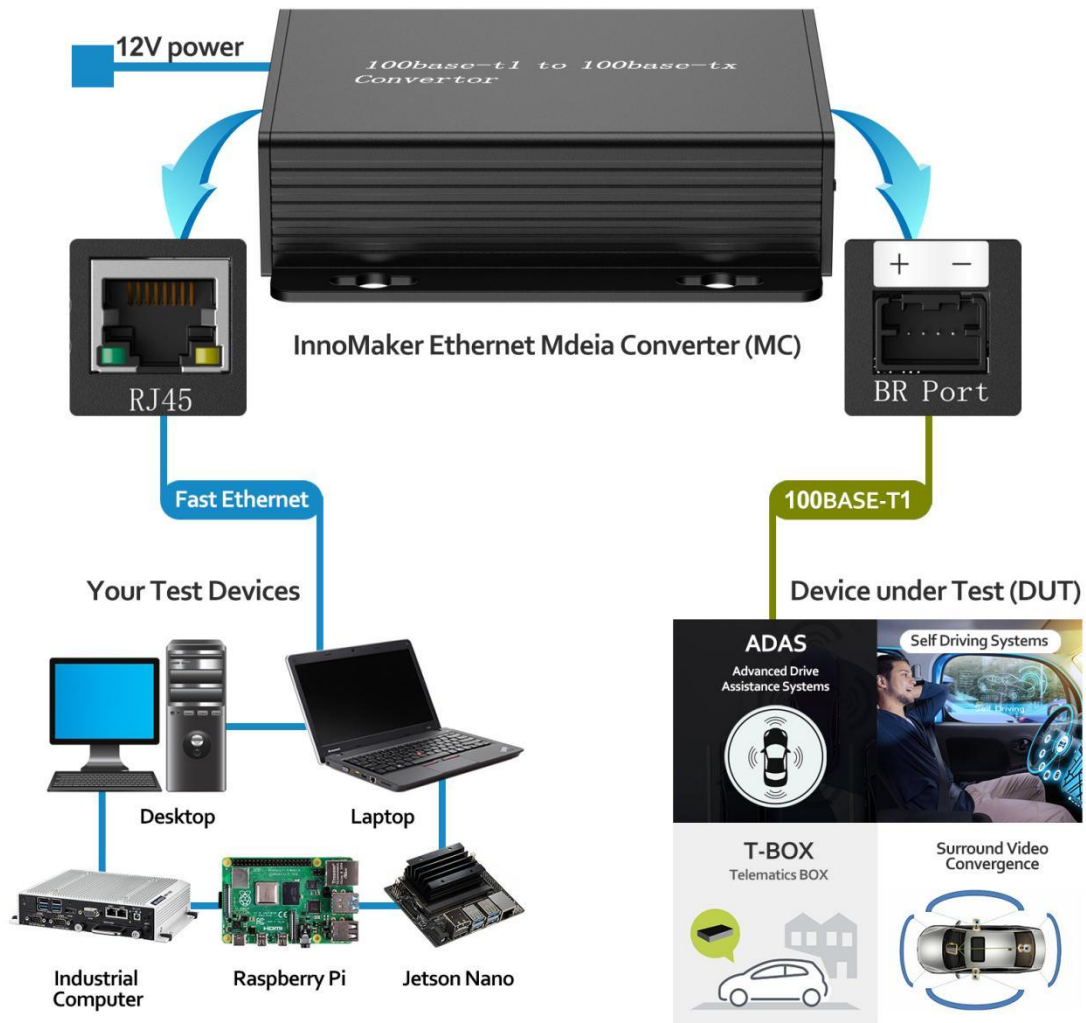 12V power
100base-t1 to 100base-tx
Convertor
+ −
RJ45
BR Port
InnoMaker Ethernet Mdeia Converter (MC)
Fast Ethernet
100BASE-T1
Your Test Devices
Device under Test (DUT)
Desktop
Laptop
Industrial
Computer
Raspberry Pi
Jetson Nano
ADAS
Advanced Drive
Assistance Systems
Self Driving Systems
Self Driving
T-BOX
Telematics BOX
Surround Video
Convergence